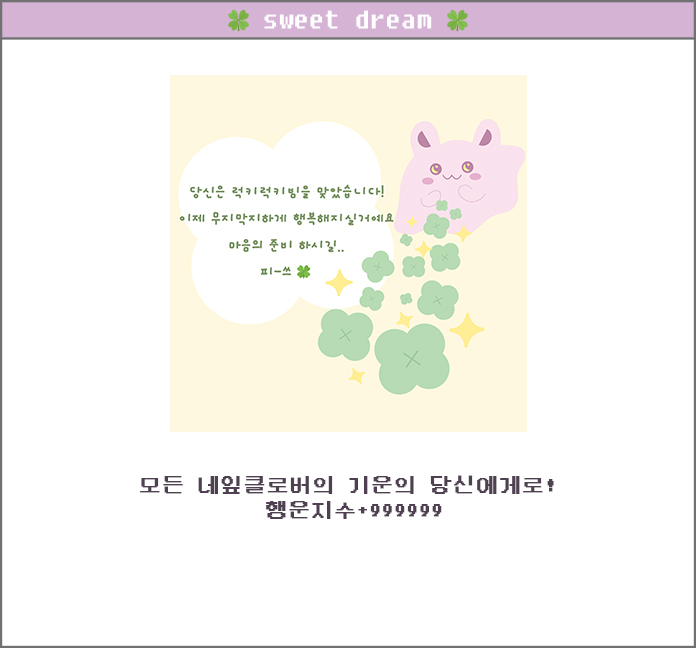 🍀 sweet dream 🍀
당신은 럭키럭키빔을 맞았습니다!
이제 무지막지하게 행복해지실거예요
마음의 준비 하시길..
피-쓰 🍀
모든 네잎클로버의 기운의 당신에게로!
행운지수+999999